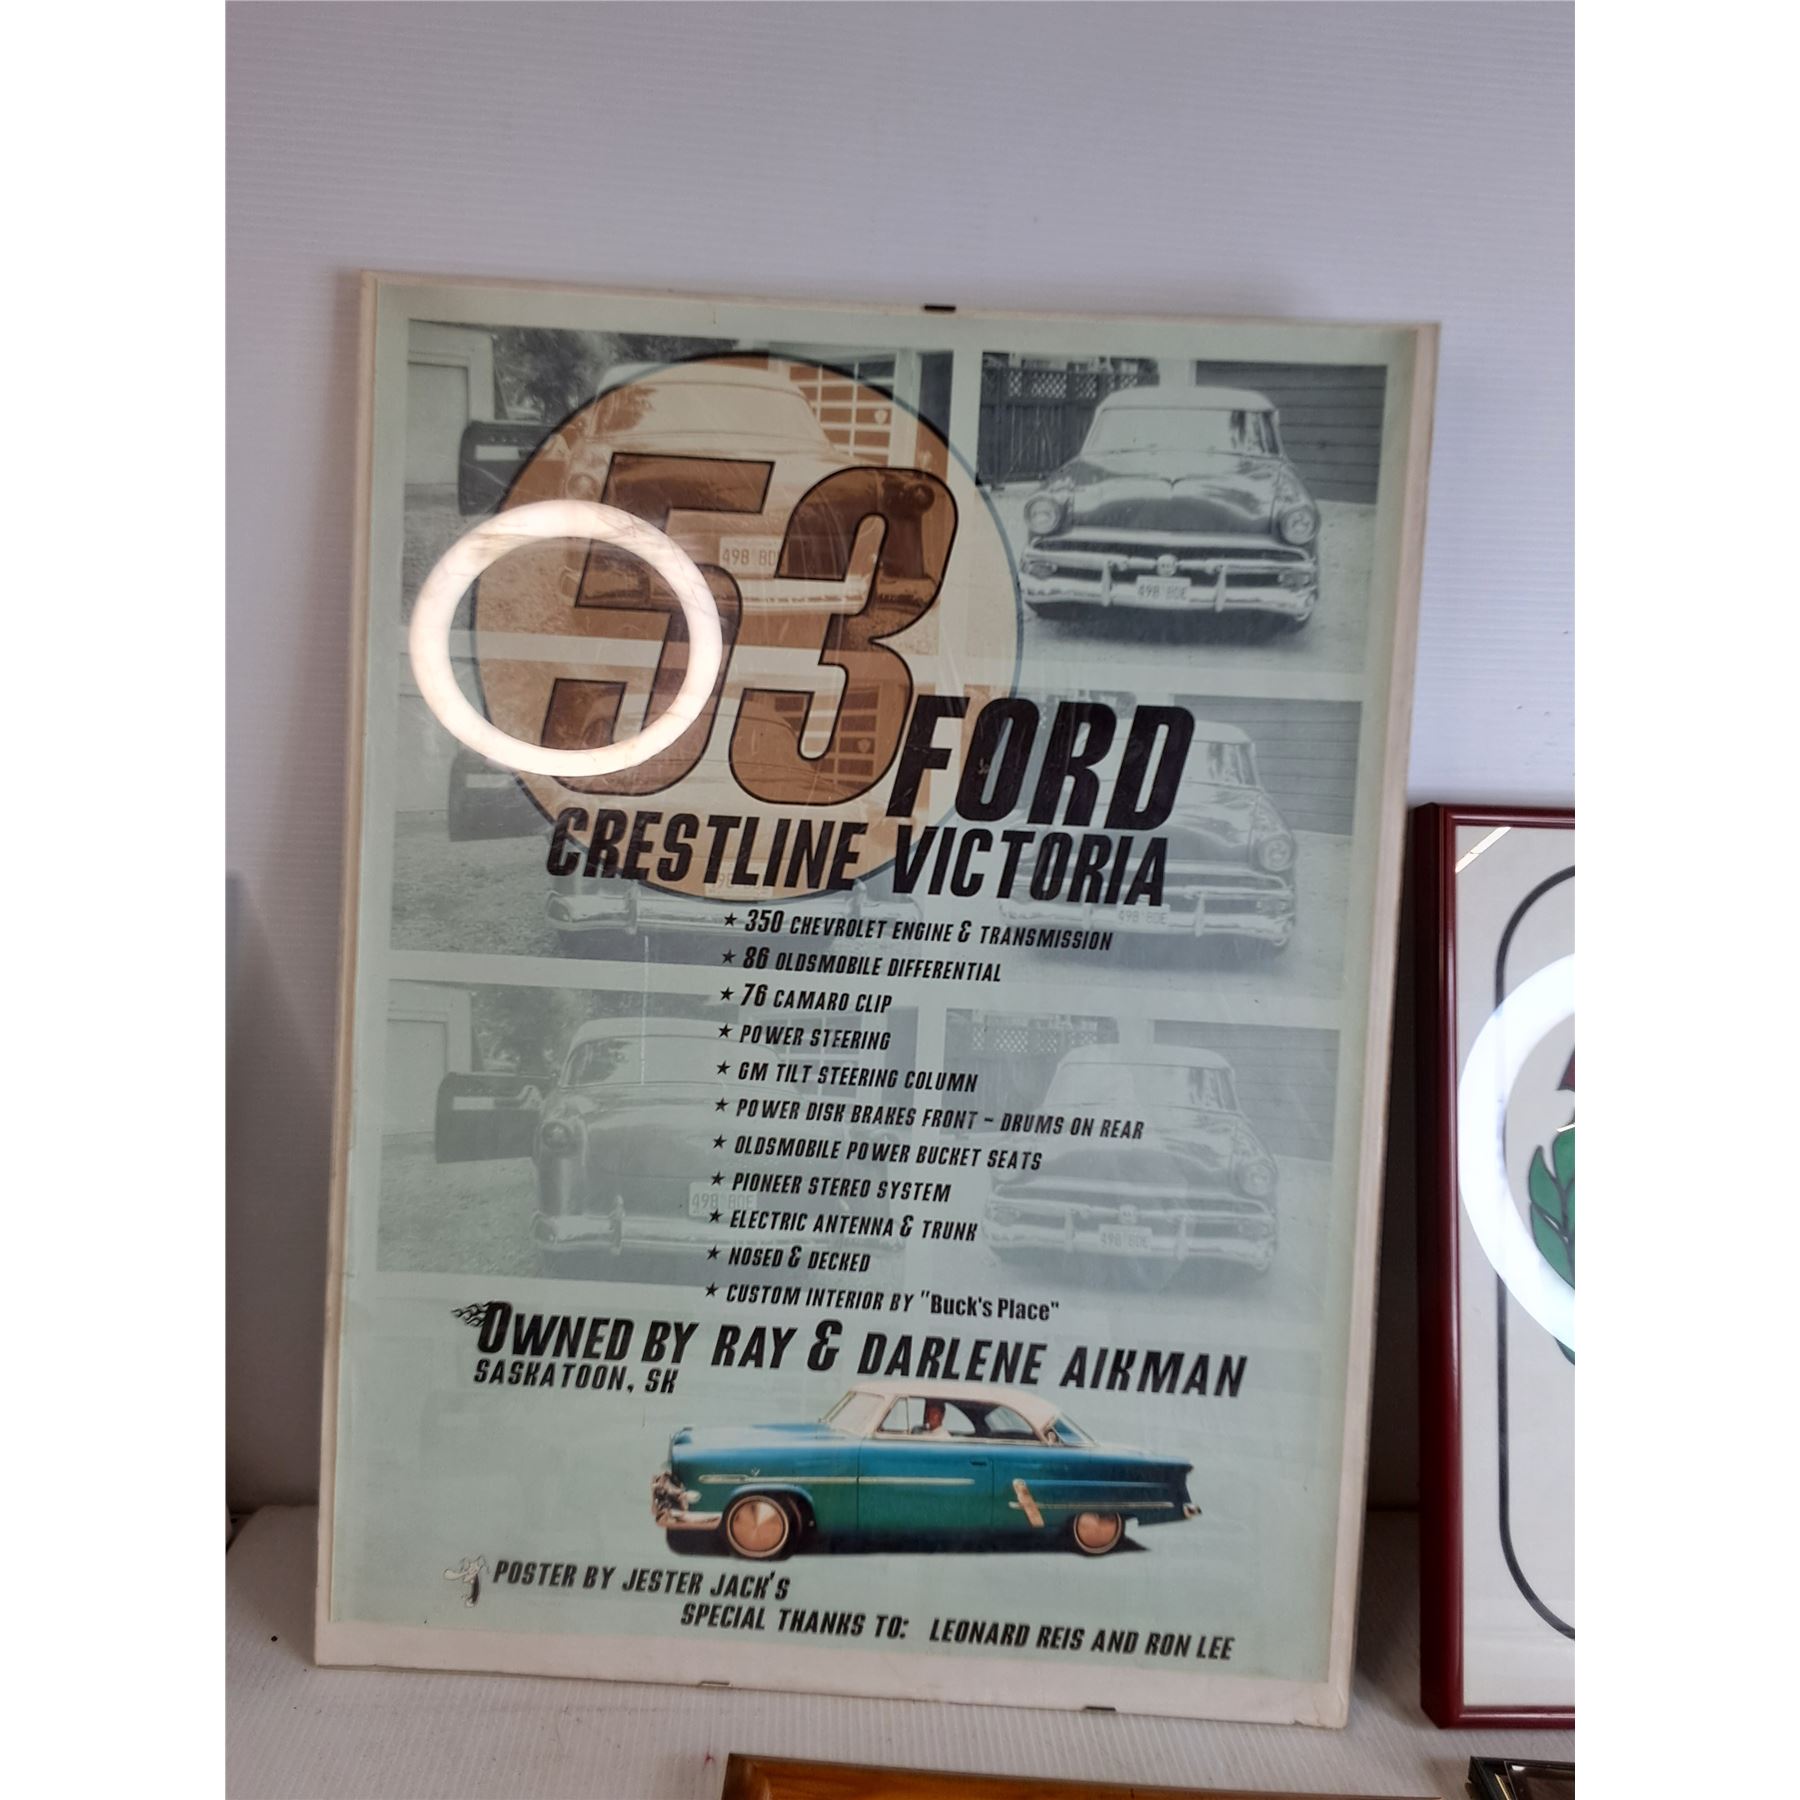 53
FORD
CRESTLINE VICTORIA
★ 350 CHEVROLET ENGINE & TRANSMISSION
★ 86 OLDSMOBILE DIFFERENTIAL
★ 76 CAMARO CLIP
★ POWER STEERING
★ GM TILT STEERING COLUMN
★ POWER DISK BRAKES FRONT - DRUMS ON REAR
★ OLDSMOBILE POWER BUCKET SEATS
★ PIONEER STEREO SYSTEM
★ ELECTRIC ANTENNA & TRUNK
★ NOSED & DECKED
★ CUSTOM INTERIOR BY "Buck's Place"
OWNED BY RAY & DARLENE AIKMAN
SASKATOON, SK
POSTER BY JESTER JACK'S
SPECIAL THANKS TO: LEONARD REIS AND RON LEE